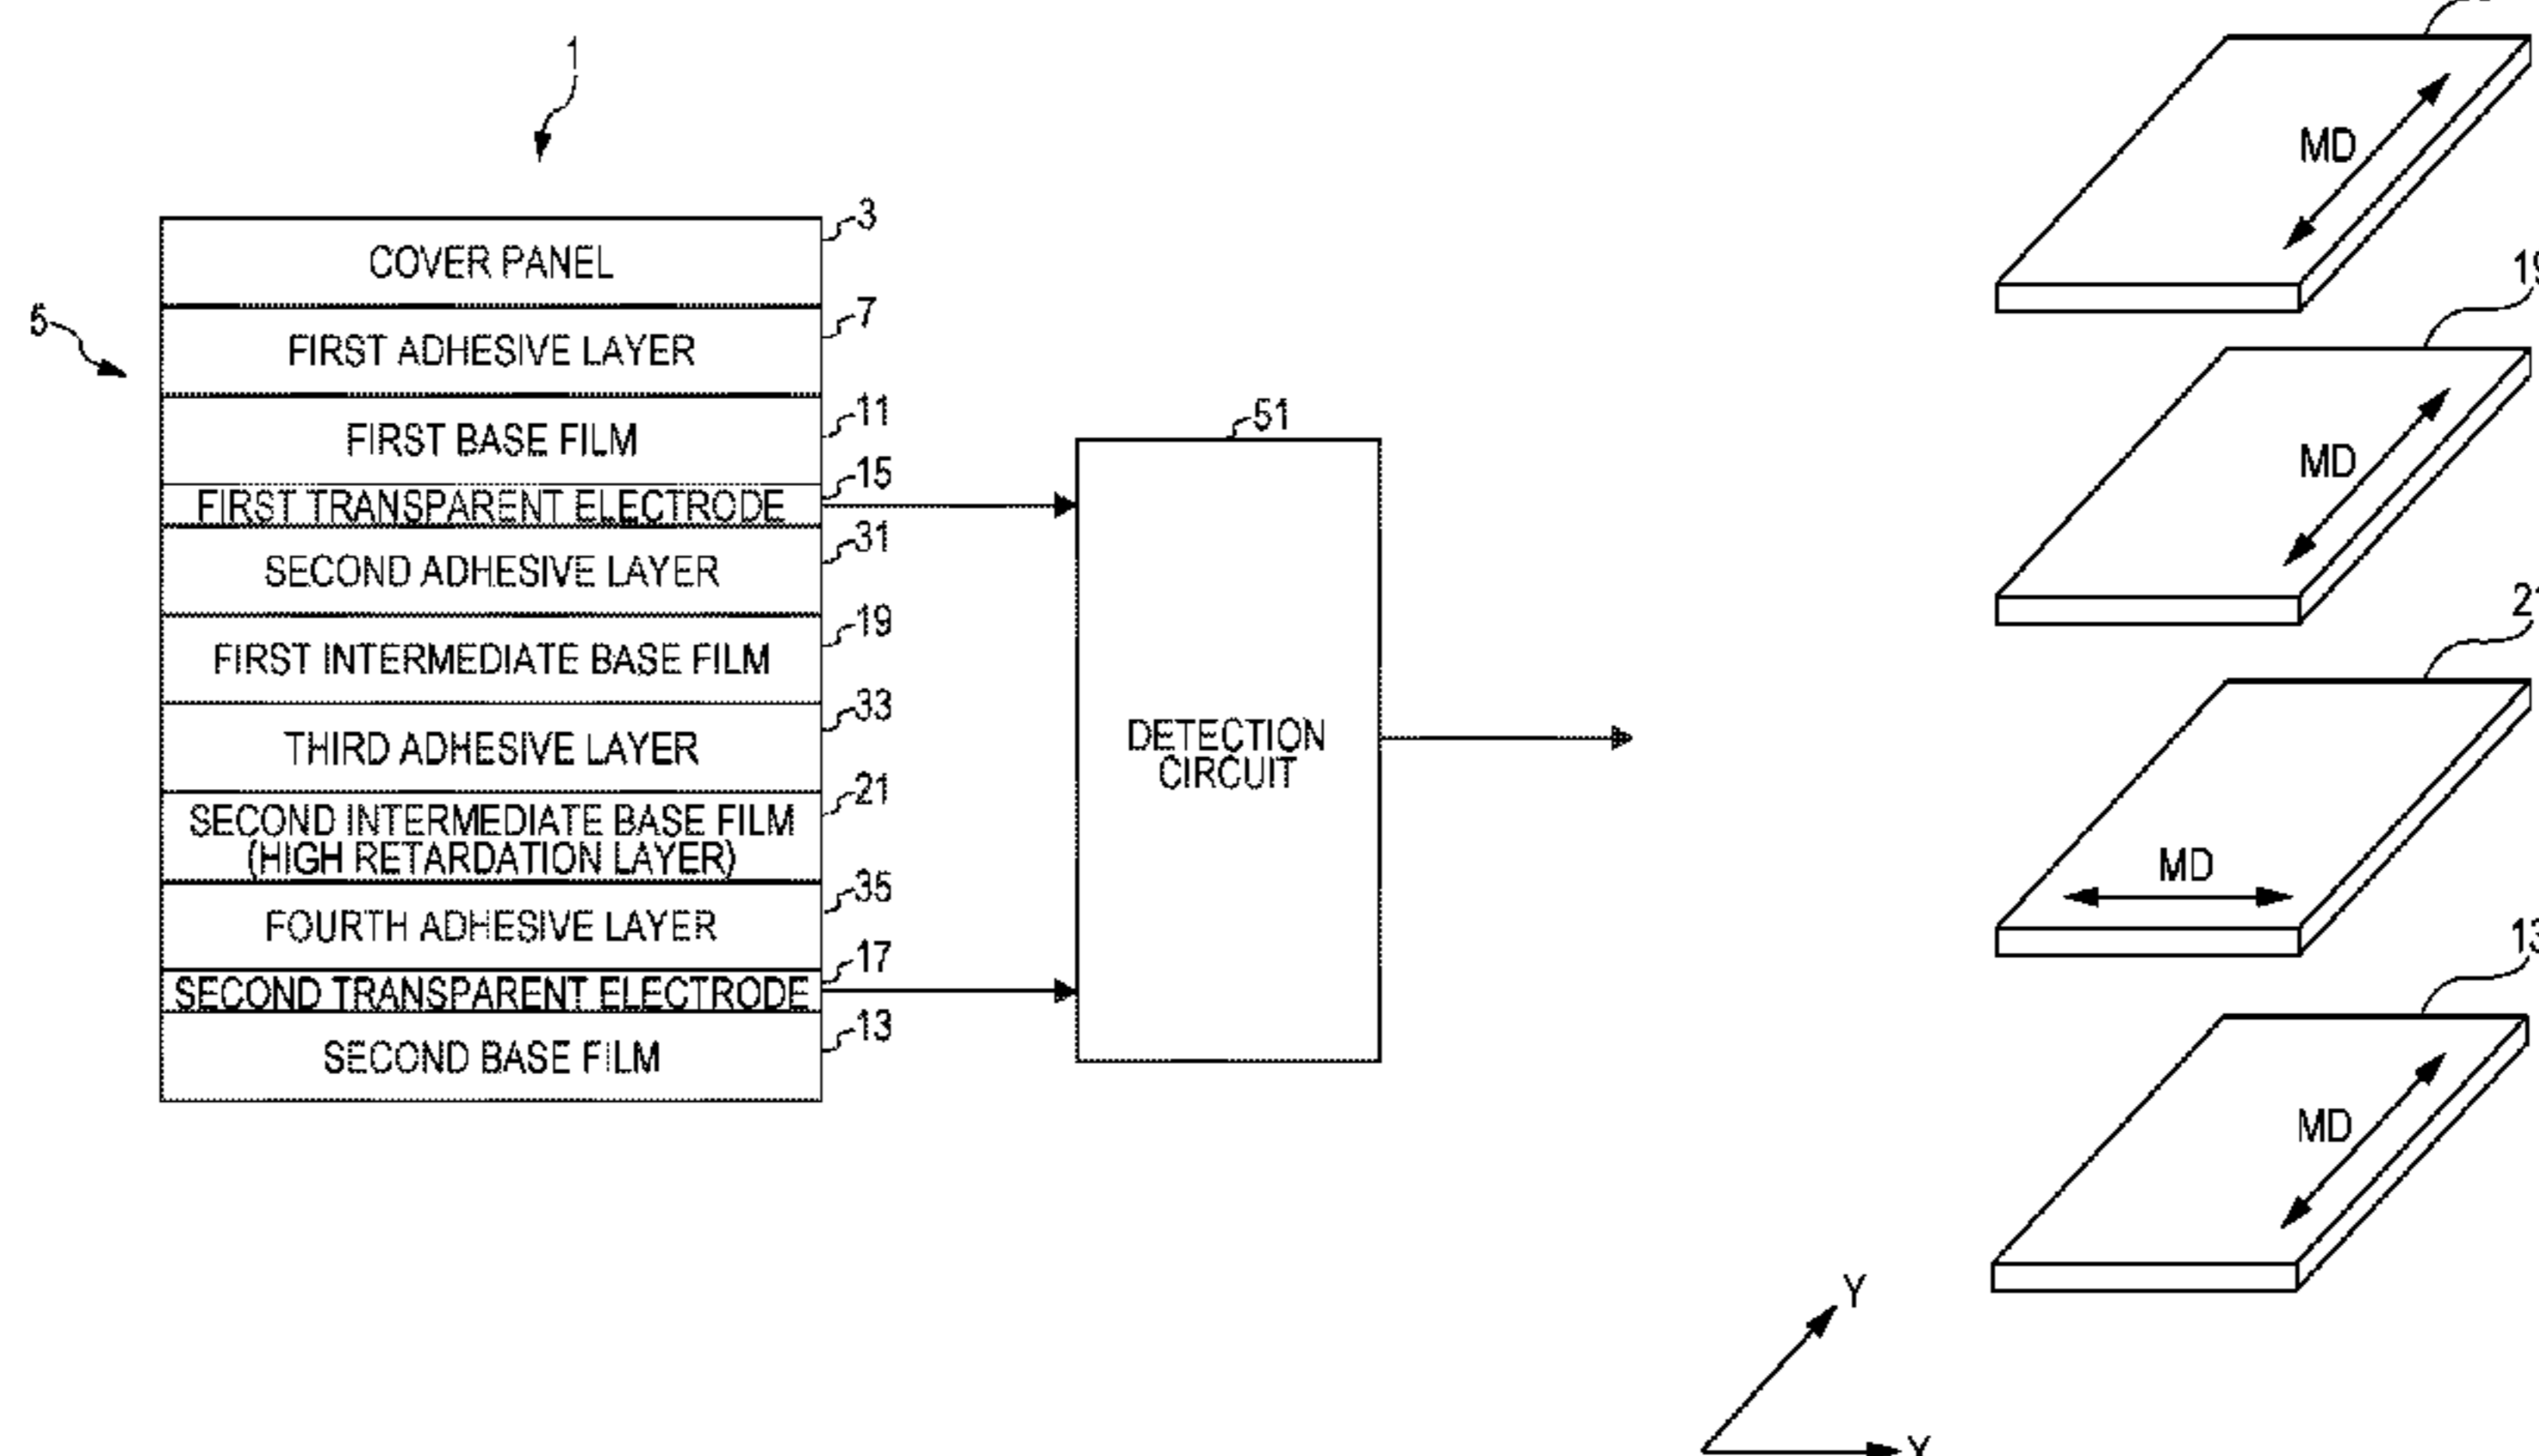 1
5
COVER PANEL
3
FIRST ADHESIVE LAYER
7
FIRST BASE FILM
11
FIRST TRANSPARENT ELECTRODE
15
SECOND ADHESIVE LAYER
31
FIRST INTERMEDIATE BASE FILM
19
THIRD ADHESIVE LAYER
33
SECOND INTERMEDIATE BASE FILM
(HIGH RETARDATION LAYER)
21
FOURTH ADHESIVE LAYER
35
SECOND TRANSPARENT ELECTRODE
17
SECOND BASE FILM
13
51
DETECTION
CIRCUIT
MD
19
MD
21
MD
13
MD
Y